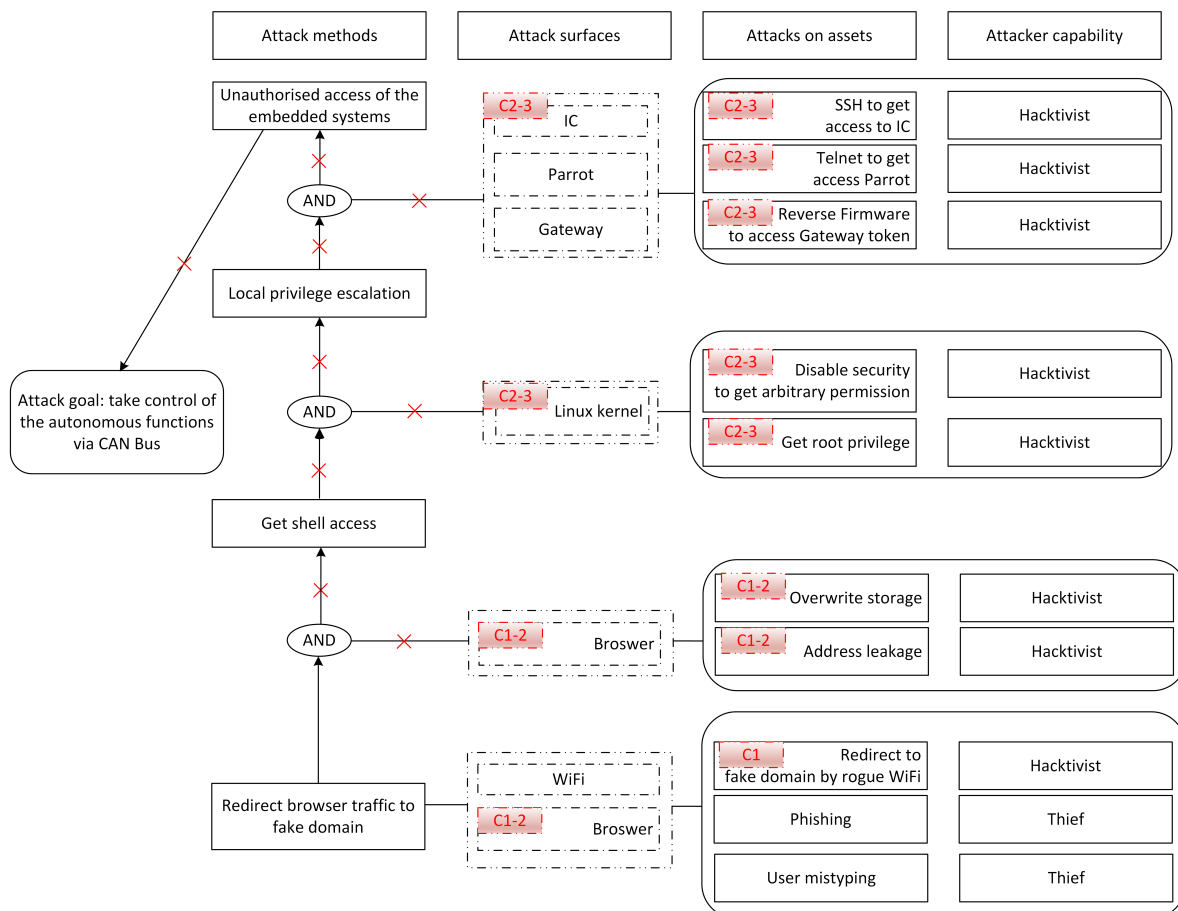 Attack methods
Attack surfaces
Attacks on assets
Attacker capability
Unauthorised access of the
embedded systems
C2-3
IC
Parrot
Gateway
AND
C2-3
SSH to get
access to IC
Hacktivist
C2-3
Telnet to get
access Parrot
Hacktivist
C2-3
Reverse Firmware
to access Gateway token
Hacktivist
Local privilege escalation
Attack goal: take control of
the autonomous functions
via CAN Bus
AND
C2-3
Linux kernel
C2-3
Disable security
to get arbitrary permission
Hacktivist
C2-3
Get root privilege
Hacktivist
Get shell access
AND
C1-2
Broswer
C1-2
Overwrite storage
Hacktivist
C1-2
Address leakage
Hacktivist
Redirect browser traffic to
fake domain
WiFi
C1-2
Broswer
C1
Redirect to
fake domain by rogue WiFi
Hacktivist
Phishing
Thief
User mistyping
Thief